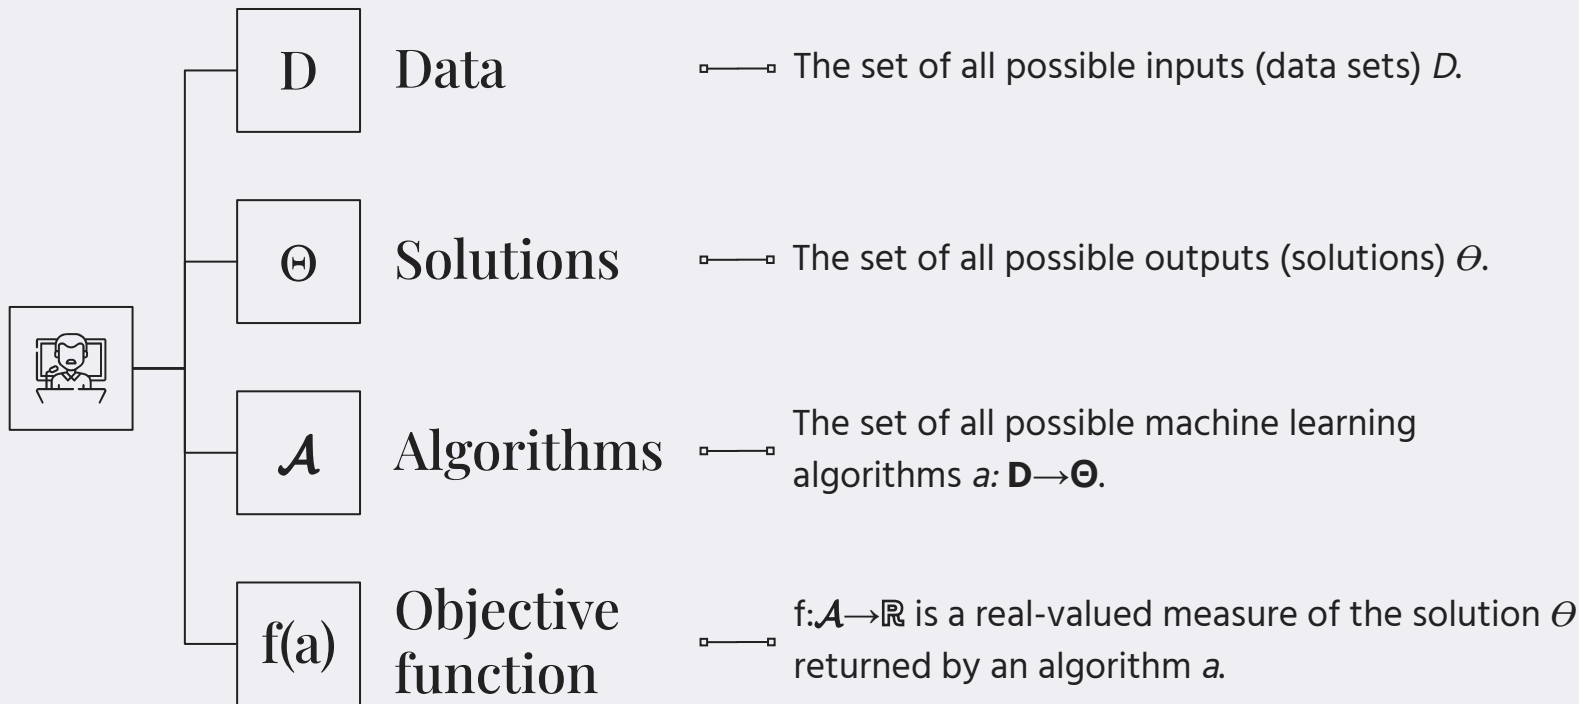 D
Data
The set of all possible inputs (data sets) D.
Θ
Solutions
The set of all possible outputs (solutions) Θ.
𝓐
Algorithms
The set of all possible machine learning
algorithms a: D→Θ.
f(a)
Objective
function
f:𝓐→ℝ is a real-valued measure of the solution Θ
returned by an algorithm a.